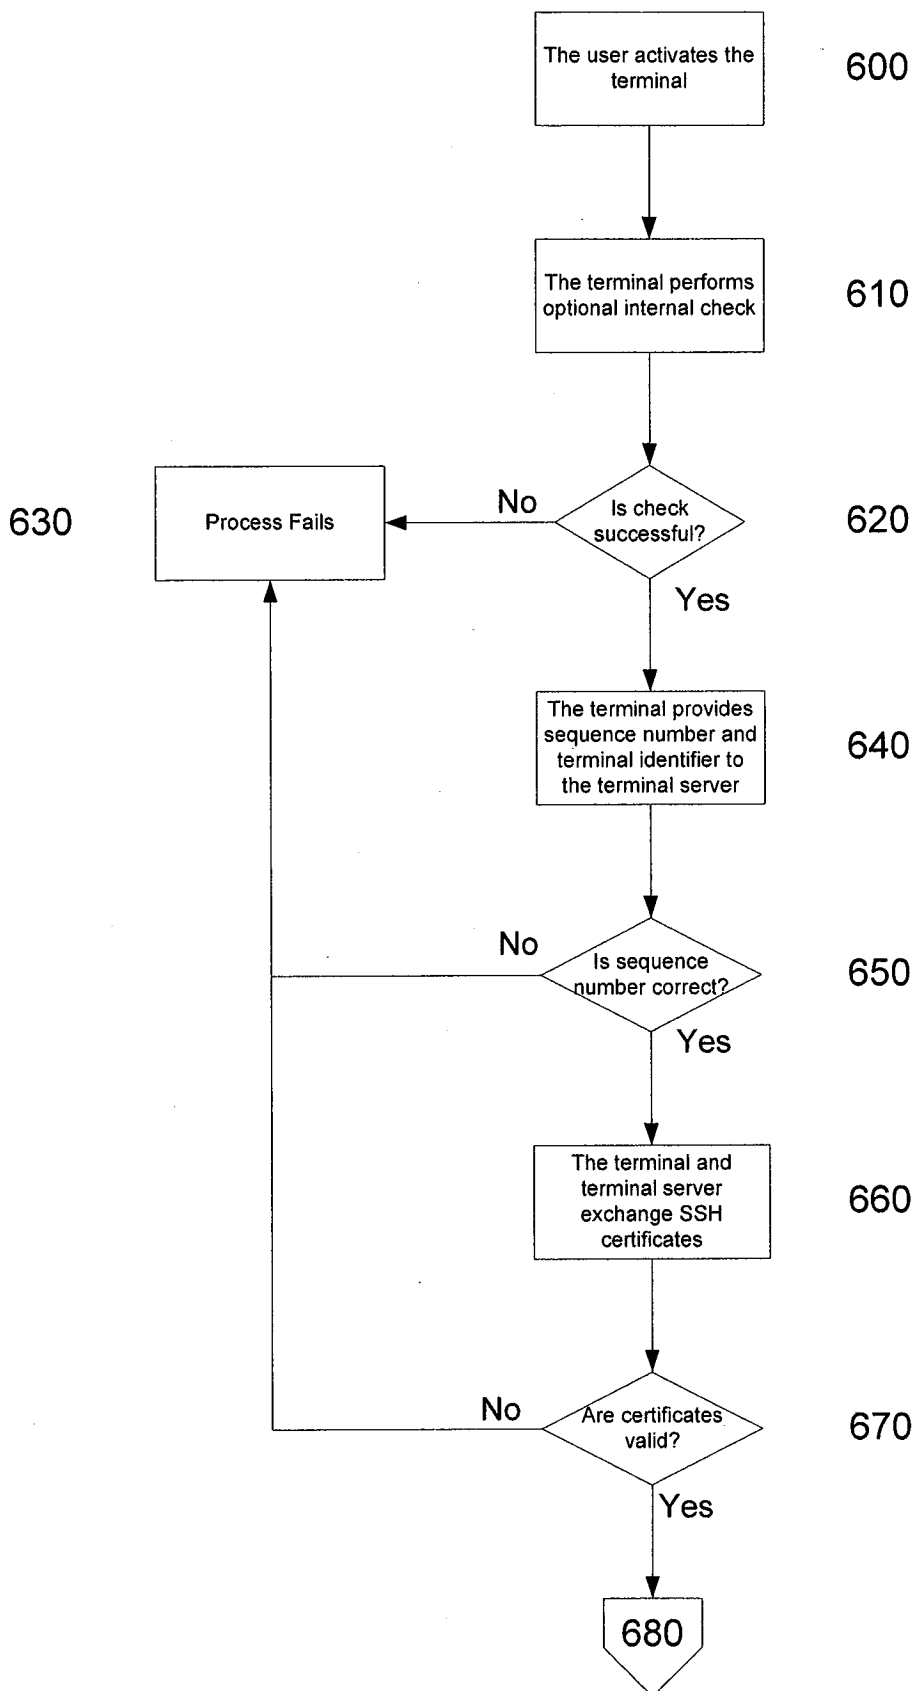 The user activates the
terminal
600
The terminal performs
optional internal check
610
630
Process Fails
No
Is check
successful?
620
Yes
The terminal provides
sequence number and
terminal identifier to
the terminal server
640
No
Is sequence
number correct?
650
Yes
The terminal and
terminal server
exchange SSH
certificates
660
No
Are certificates
valid?
670
Yes
680